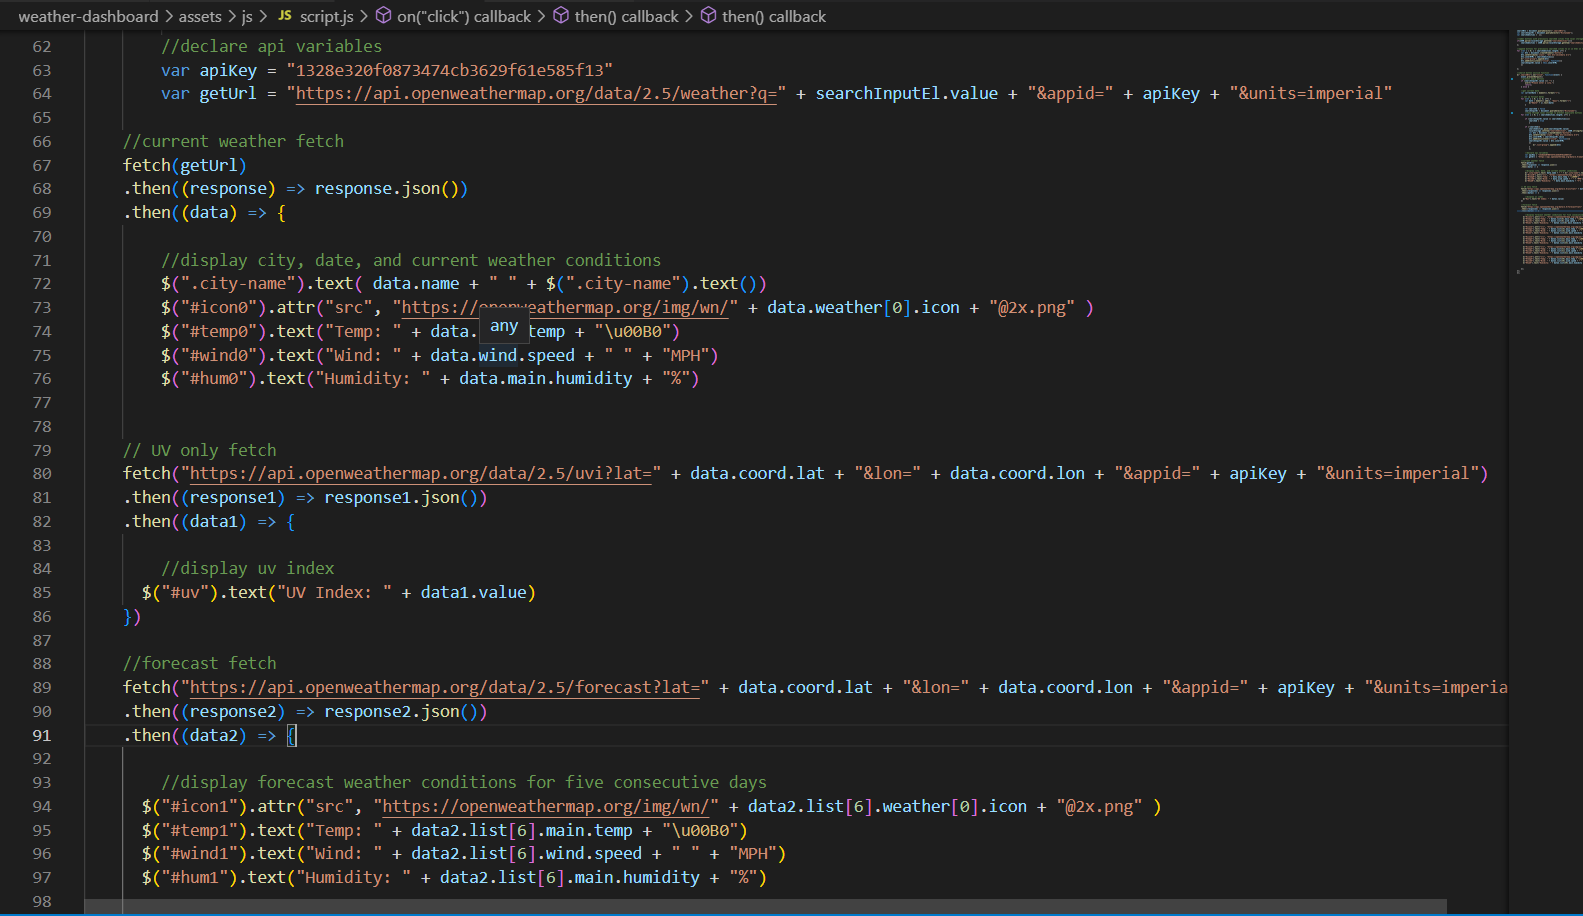 weather-dashboard > assets > js > JS script.js > on("click") callback > then() callback > then() callback
62 //declare api variables
63 var apiKey = "1328e320f0873474cb3629f61e585f13"
64 var getUrl = "https://api.openweathermap.org/data/2.5/weather?q=" + searchInputEl.value + "&appid=" + apiKey + "&units=imperial"
65
66 //current weather fetch
67 fetch(getUrl)
68 .then((response) => response.json())
69 .then((data) => {
70
71 //display city, date, and current weather conditions
72 $(".city-name").text( data.name + " " + $(".city-name").text())
73 $("#icon0").attr("src", "https://openweathermap.org/img/wn/" + data.weather[0].icon + "@2x.png" )
any
74 $("#temp0").text("Temp: " + data. temp + "\u00B0")
75 $("#wind0").text("Wind: " + data.wind.speed + " " + "MPH")
76 $("#hum0").text("Humidity: " + data.main.humidity + "%")
77
78
79 // UV only fetch
80 fetch("https://api.openweathermap.org/data/2.5/uvi?lat=" + data.coord.lat + "&lon=" + data.coord.lon + "&appid=" + apiKey + "&units=imperial")
81 .then((response1) => response1.json())
82 .then((data1) => {
83
84 //display uv index
85 $("#uv").text("UV Index: " + data1.value)
86 })
87
88 //forecast fetch
89 fetch("https://api.openweathermap.org/data/2.5/forecast?lat=" + data.coord.lat + "&lon=" + data.coord.lon + "&appid=" + apiKey + "&units=imperia
90 .then((response2) => response2.json())
91 .then((data2) => {
92
93 //display forecast weather conditions for five consecutive days
94 $("#icon1").attr("src", "https://openweathermap.org/img/wn/" + data2.list[6].weather[0].icon + "@2x.png" )
95 $("#temp1").text("Temp: " + data2.list[6].main.temp + "\u00B0")
96 $("#wind1").text("Wind: " + data2.list[6].wind.speed + " " + "MPH")
97 $("#hum1").text("Humidity: " + data2.list[6].main.humidity + "%")
98